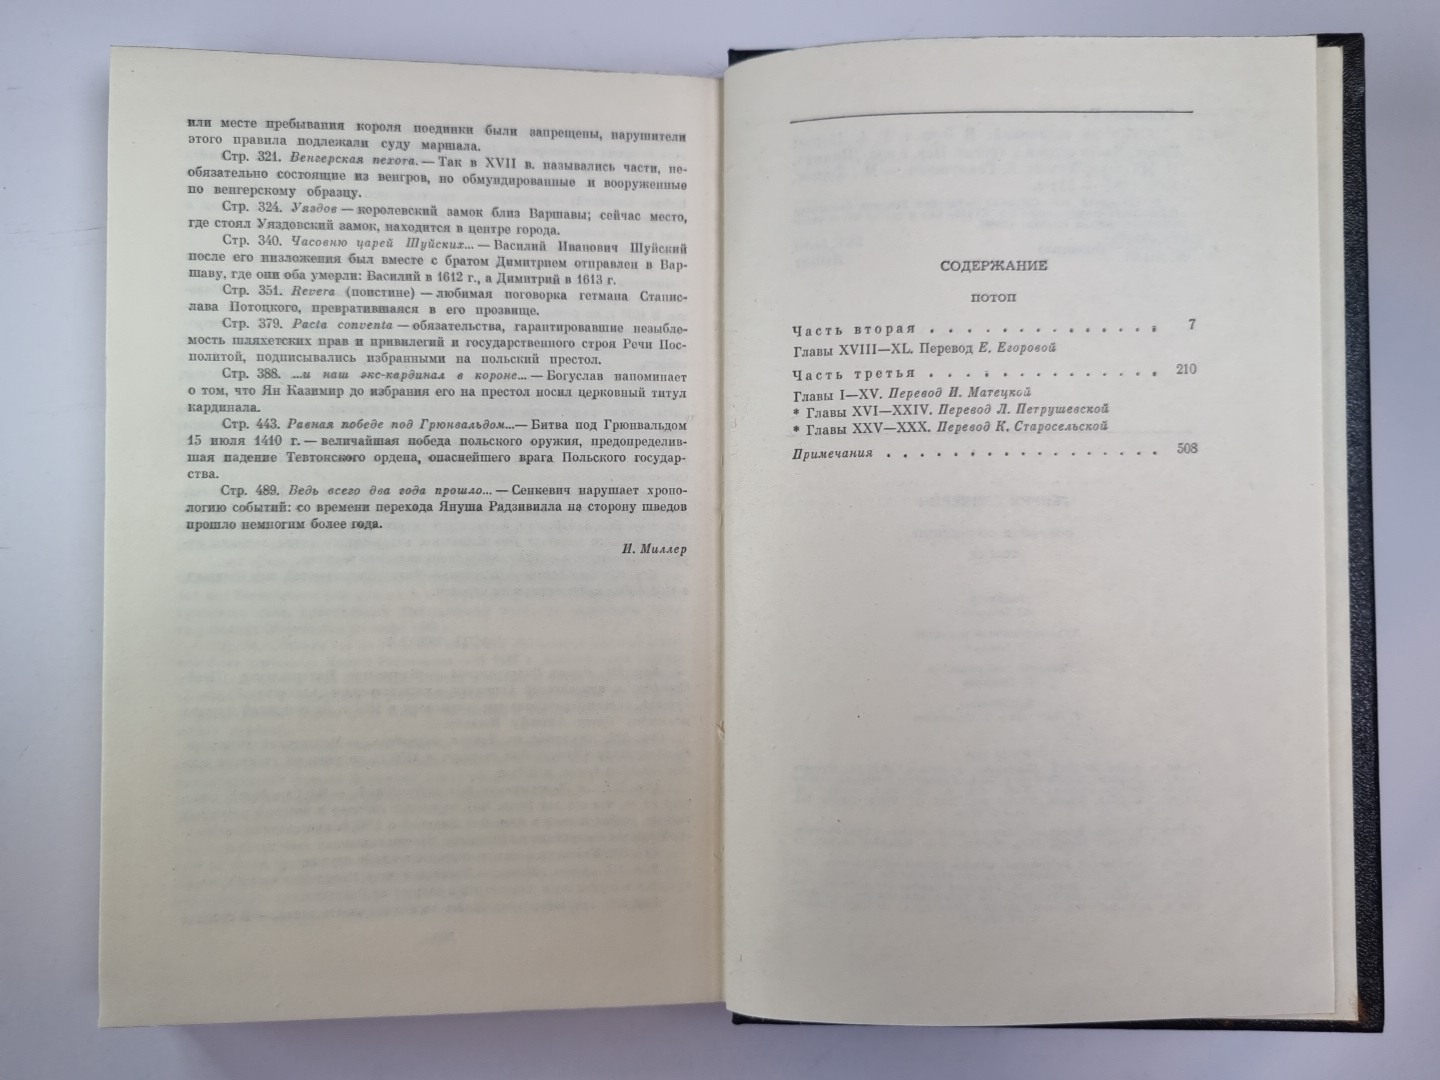 или месте пребывания короля поединки были запрещены, нарушители
этого правила подлежали суду маршала.
Стр. 321. Венгерская пехота. — Так в XVII в. назывались части, не-
обязательно состоящие из венгров, но обмундированные и вооруженные
по венгерскому образцу.
Стр. 324. Уяздов — королевский замок близ Варшавы; сейчас место,
где стоял Уяздовский замок, находится в центре города.
Стр. 340. Часовню царей Шуйских... — Василий Иванович Шуйский
после его низложения был вместе с братом Димитрием отправлен в Вар-
шаву, где они оба умерли: Василий в 1612 г., а Димитрий в 1613 г.
Стр. 351. Revera (поистине) — любимая поговорка гетмана Станис-
лава Потоцкого, превратившаяся в его прозвище.
Стр. 379. Pacta conventa — обязательства, гарантировавшие незыбле-
мость шляхетских прав и привилегий и государственного строя Речи Пос-
политой, подписывались избранными на польский престол.
Стр. 388. ...и наш экс-кардинал в короне... — Богуслав напоминает
о том, что Ян Казимир до избрания его на престол носил церковный титул
кардинала.
Стр. 443. Равная победе под Грюнвальдом...— Битва под Грюнвальдом
15 июля 1410 г. — величайшая победа польского оружия, предопределив-
шая падение Тевтонского ордена, опаснейшего врага Польского государ-
ства.
Стр. 489. Ведь всего два года прошло... — Сенкевич нарушает хроно-
логию событий: со времени перехода Януша Радзивилла на сторону шведов
прошло немногим более года.
И. Миллер
СОДЕРЖАНИЕ
ПОТОП
Часть вторая . . . . . . . . . . . . . 7
Главы XVIII—XL. Перевод Е. Егоровой
Часть третья . . . . . . . . . . . . . 210
Главы I—XV. Перевод И. Матецкой
* Главы XVI—XXIV. Перевод Л. Петрушевской
* Главы XXV—XXX. Перевод К. Старосельской
Примечания . . . . . . . . . . . . . . . . 508